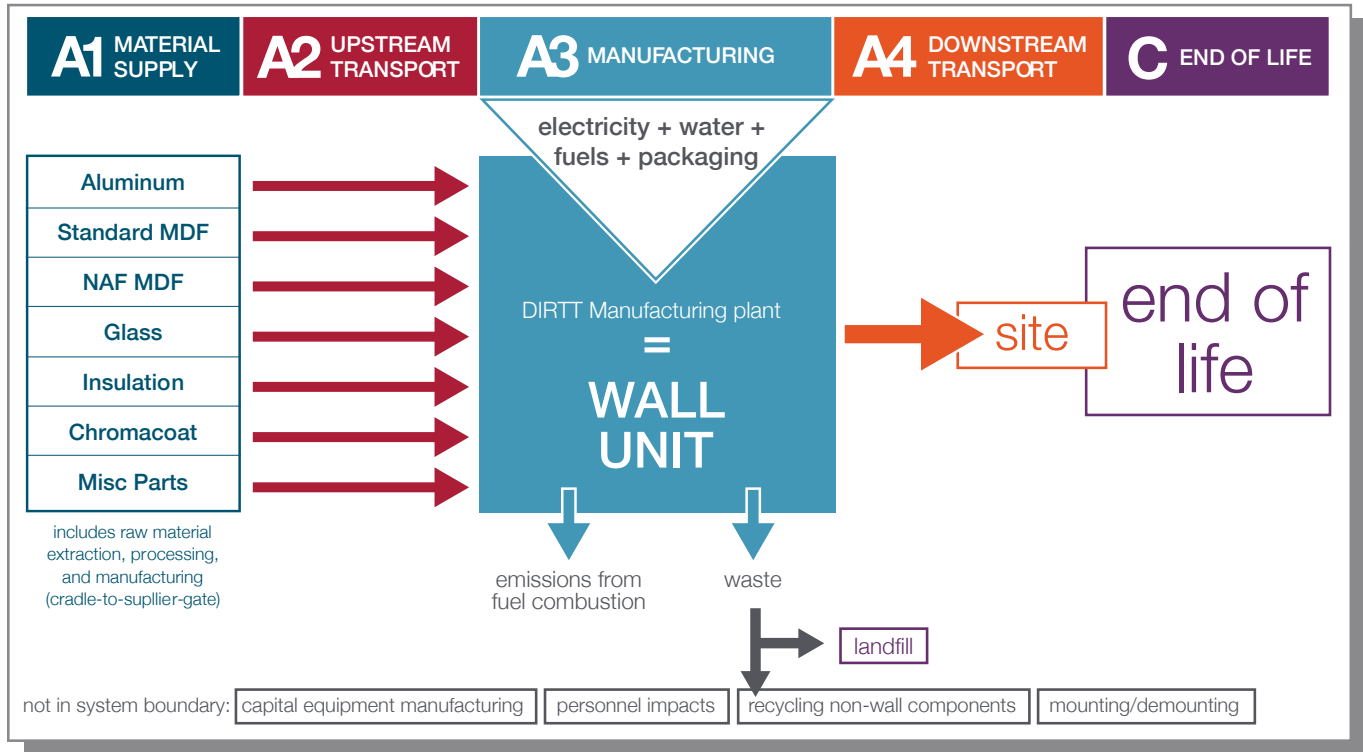 A1 MATERIAL SUPPLY
A2 UPSTREAM TRANSPORT
A3 MANUFACTURING
A4 DOWNSTREAM TRANSPORT
C END OF LIFE
electricity + water +
fuels + packaging
Aluminum
Standard MDF
NAF MDF
Glass
Insulation
Chromacoat
Misc Parts
includes raw material
extraction, processing,
and manufacturing
(cradle-to-supllier-gate)
DIRTT Manufacturing plant
=
WALL
UNIT
site
end of
life
emissions from
fuel combustion
waste
landfill
not in system boundary: capital equipment manufacturing personnel impacts recycling non-wall components mounting/demounting